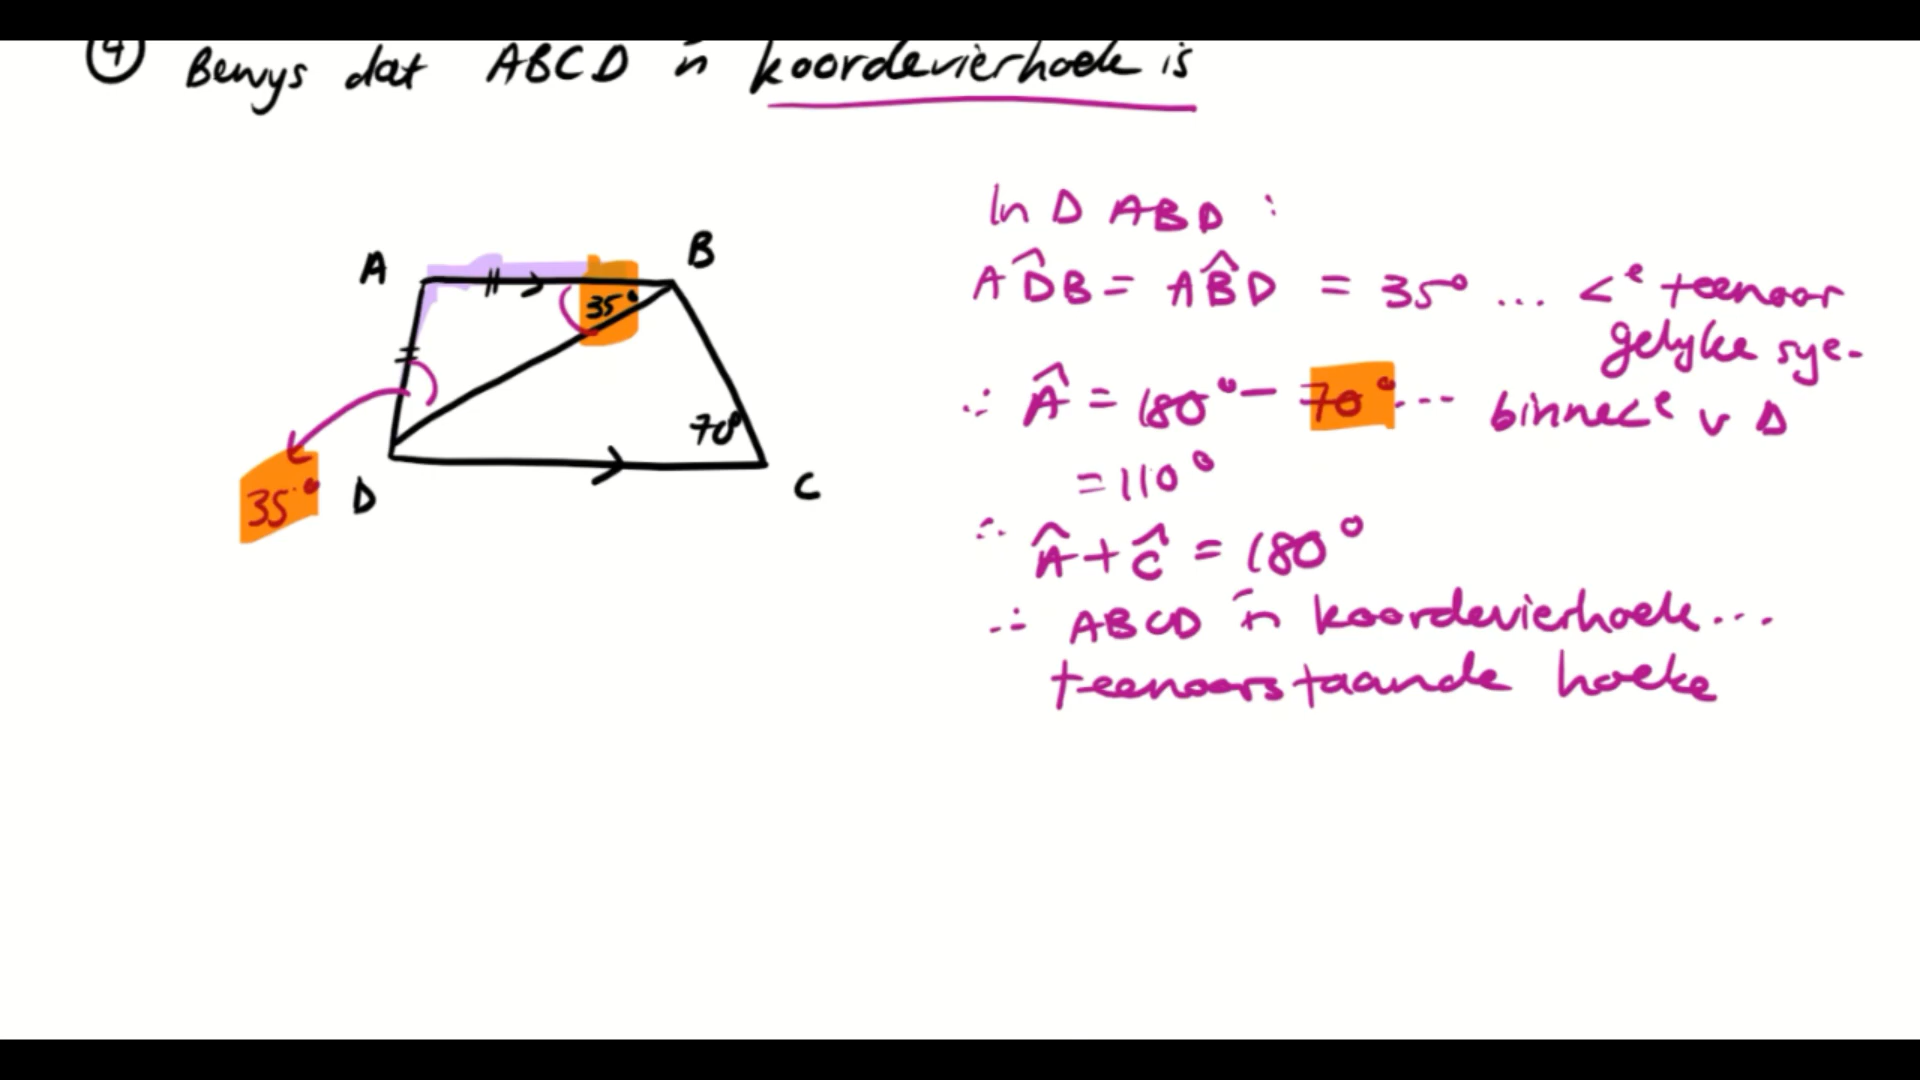 ④ Bewys dat ABCD 'n koordevierhoek is
A
B
35°
70°
35°
D
C
In Δ ABD :
AD̂B = AB̂D = 35° ... <e teenoor
gelyke sye.
∴ Â = 180° - 70° ... binne<e v Δ
= 110°
∴ Â + Ĉ = 180°
∴ ABCD 'n koordevierhoek...
teenoorstaande hoeke